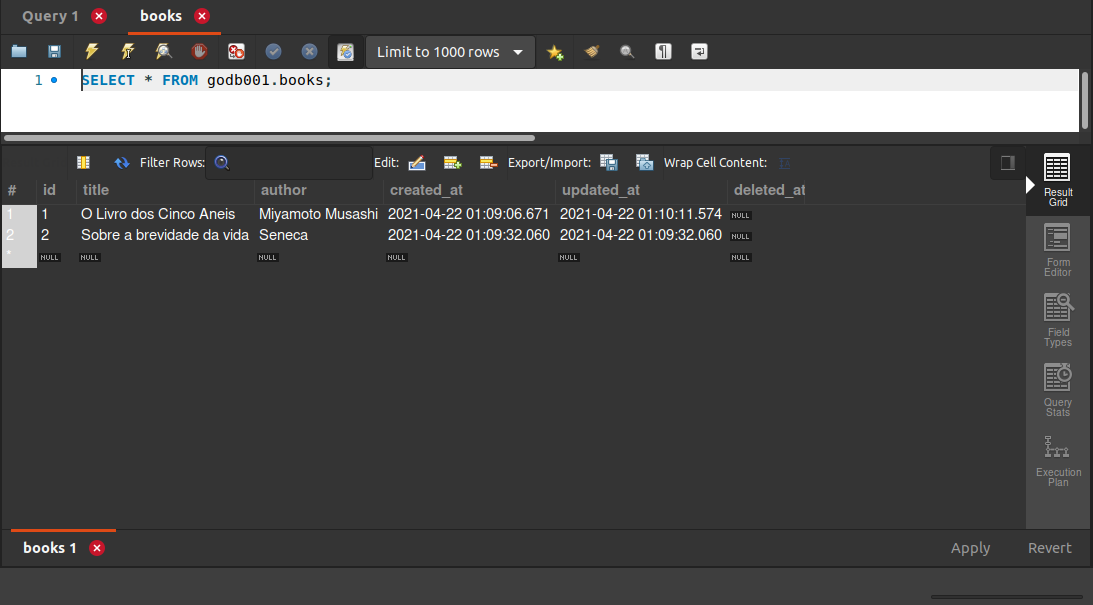 Query 1 books
Limit to 1000 rows
1 SELECT * FROM godb001.books;
Filter Rows: Edit: Export/Import: Wrap Cell Content:
# id title author created_at updated_at deleted_at
1 1 O Livro dos Cinco Aneis Miyamoto Musashi 2021-04-22 01:09:06.671 2021-04-22 01:10:11.574 NULL
2 2 Sobre a brevidade da vida Seneca 2021-04-22 01:09:32.060 2021-04-22 01:09:32.060 NULL
* NULL NULL NULL NULL NULL NULL
Result
Grid
Form
Editor
Field
Types
Query
Stats
Execution
Plan
books 1 Apply Revert